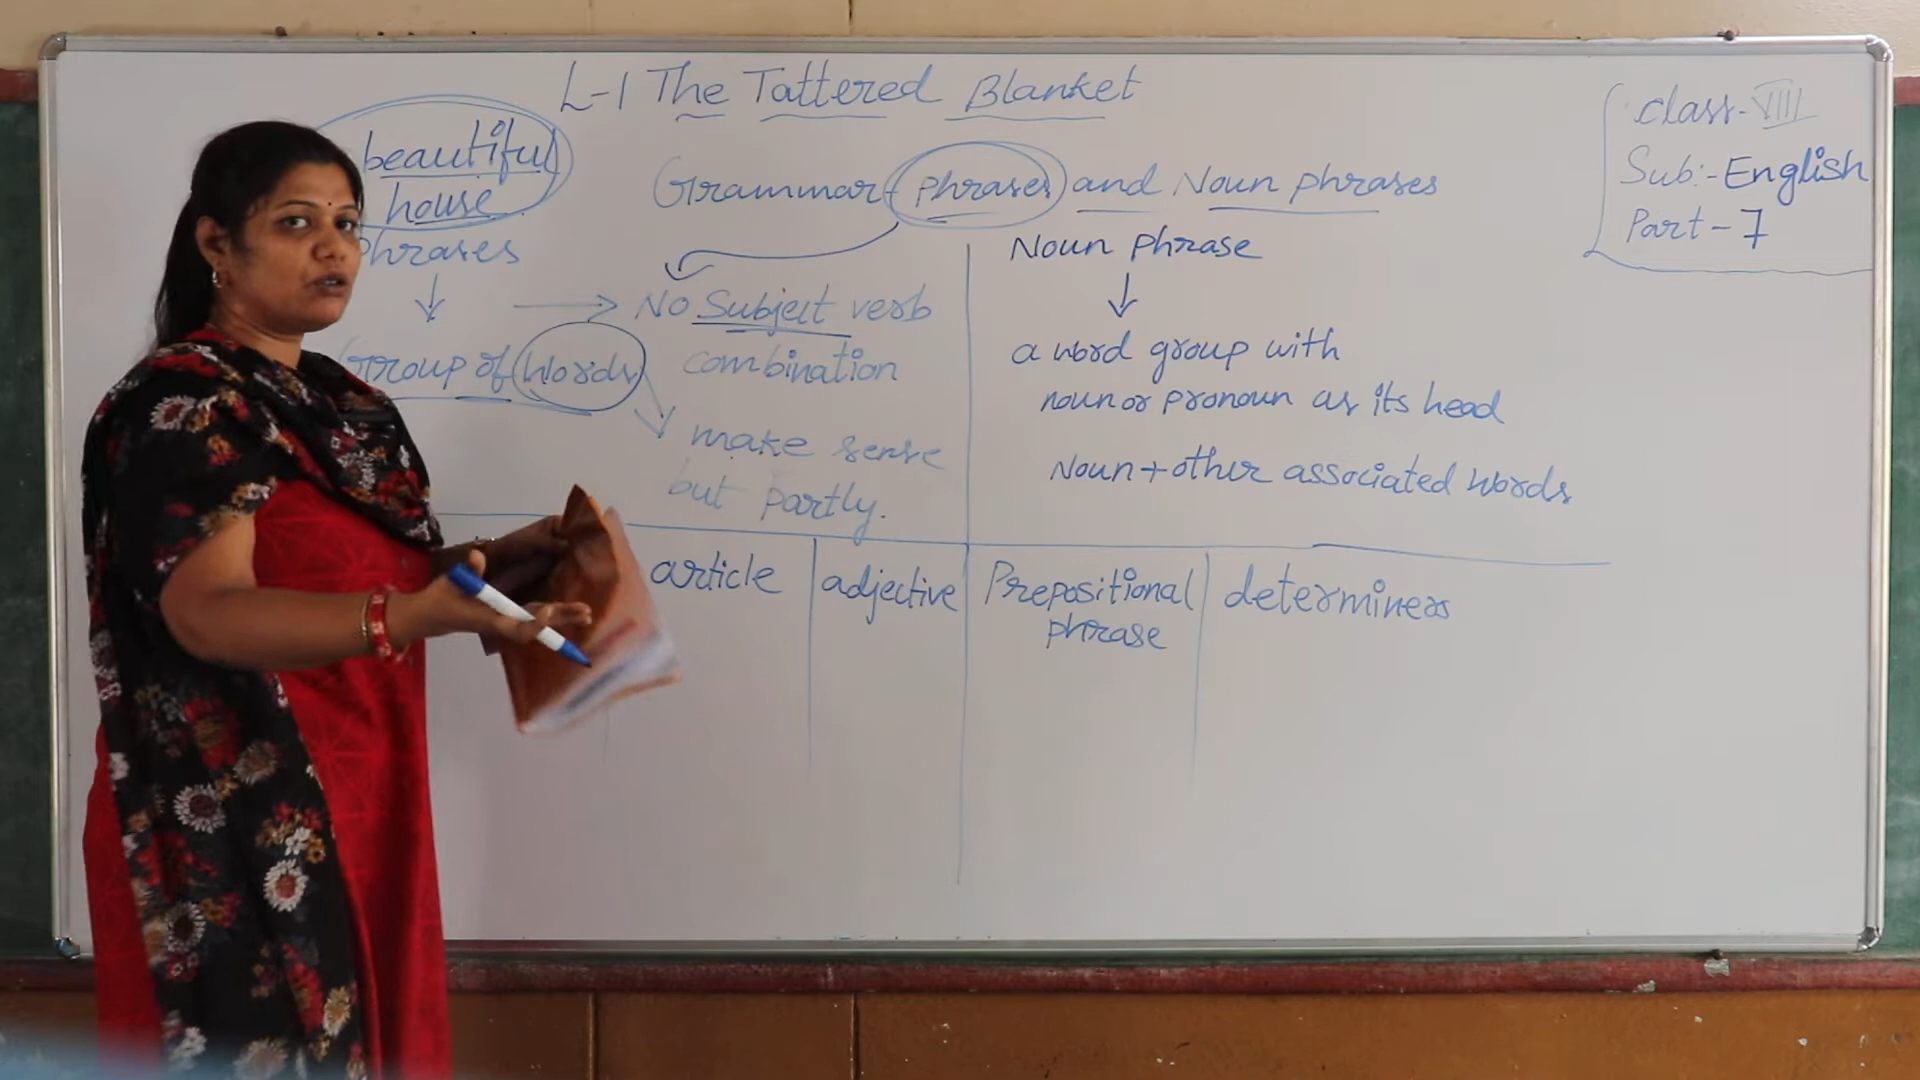 L-1 The Tattered Blanket
class-VIII
Sub:-English
Part-7
beautiful
house
Grammar- phrases and Noun phrases
phrases
Group of words
No Subject verb
combination
make sense
but partly.
Noun phrase
a word group with
noun or pronoun as its head
Noun + other associated words
article
adjective
Prepositional
phrase
determiners